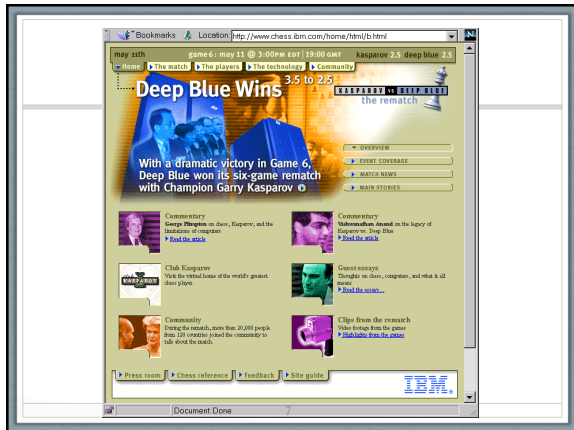 Bookmarks Location: http://www.chess.ibm.com/home/html/b.html N
may 11th game 6: may 11 @ 3:00PM EDT | 19:00 GMT kasparov 2.5 deep blue 2.5
Home The match The players The technology Community
Deep Blue Wins 3.5 to 2.5
KASPAROV VS DEEP BLUE
the rematch
With a dramatic victory in Game 6,
Deep Blue won its six-game rematch
with Champion Garry Kasparov
OVERVIEW
EVENT COVERAGE
MATCH NEWS
MAIN STORIES
Commentary
George Plimpton on chess, Kasparov, and the
limitations of computers
Read the article
Commentary
Vishwanathan Anand on the legacy of
Kasparov vs. Deep Blue
Read the article
CLUB
KASPAROV
Club Kasparov
Visit the virtual home of the world's greatest
chess player.
Guest essays
Thoughts on chess, computers, and what it all
means
Read the essays...
Community
During the rematch, more than 20,000 people
from 120 countries joined the community to
talk about the match.
Clips from the rematch
Video footage from the games
Highlights from the games
Press room Chess reference Feedback Site guide
IBM®
Document: Done
7